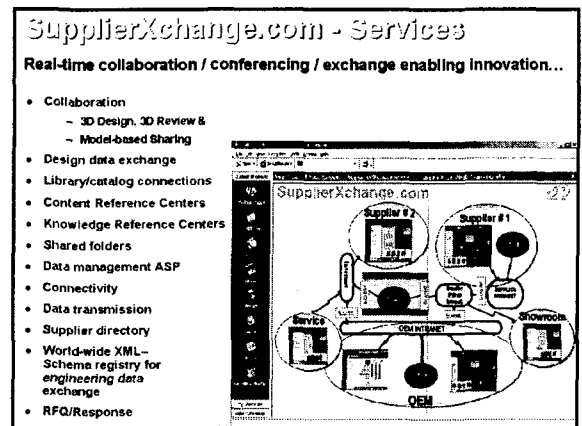 SupplierXchange.com - Services
Real-time collaboration / conferencing / exchange enabling innovation...
• Collaboration
– 3D Design, 3D Review &
– Model-based Sharing
• Design data exchange
• Library/catalog connections
• Content Reference Centers
• Knowledge Reference Centers
• Shared folders
• Data management ASP
• Connectivity
• Data transmission
• Supplier directory
• World-wide XML–
Schema registry for
engineering data
exchange
• RFQ/Response
SupplierXchange.com
Supplier # 2
Supplier # 1
Service
Showroom
OEM INTRANET
OEM